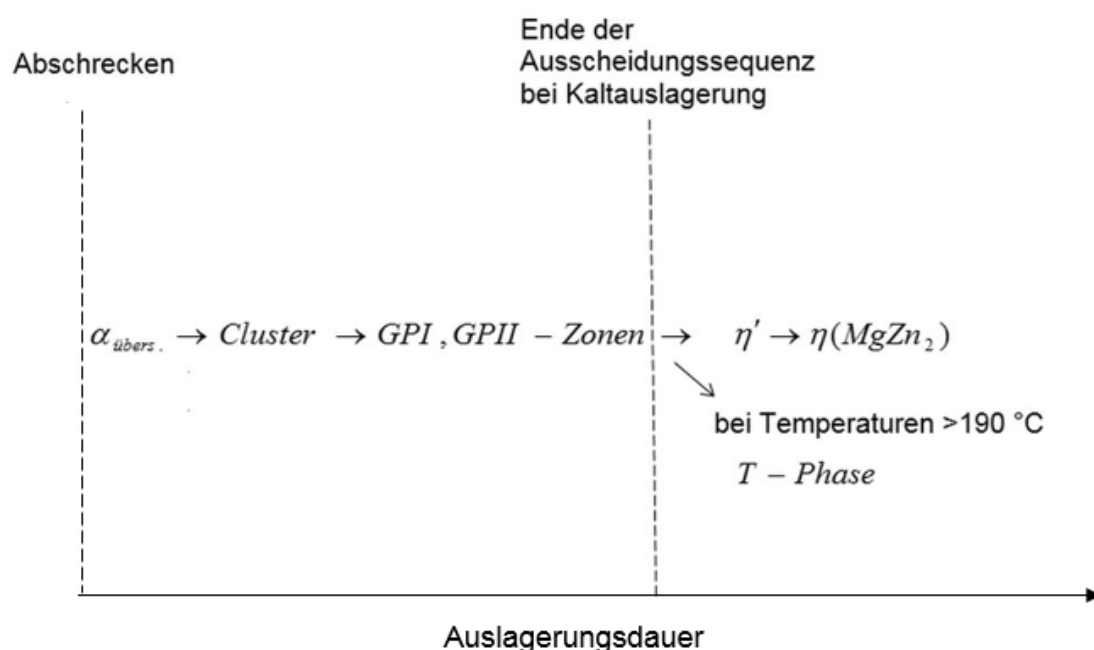 Abschrecken
Ende der
Ausscheidungssequenz
bei Kaltauslagerung
α übers. → Cluster → GPI , GPII – Zonen → η′ → η(MgZn₂)
bei Temperaturen >190 °C
T – Phase
Auslagerungsdauer